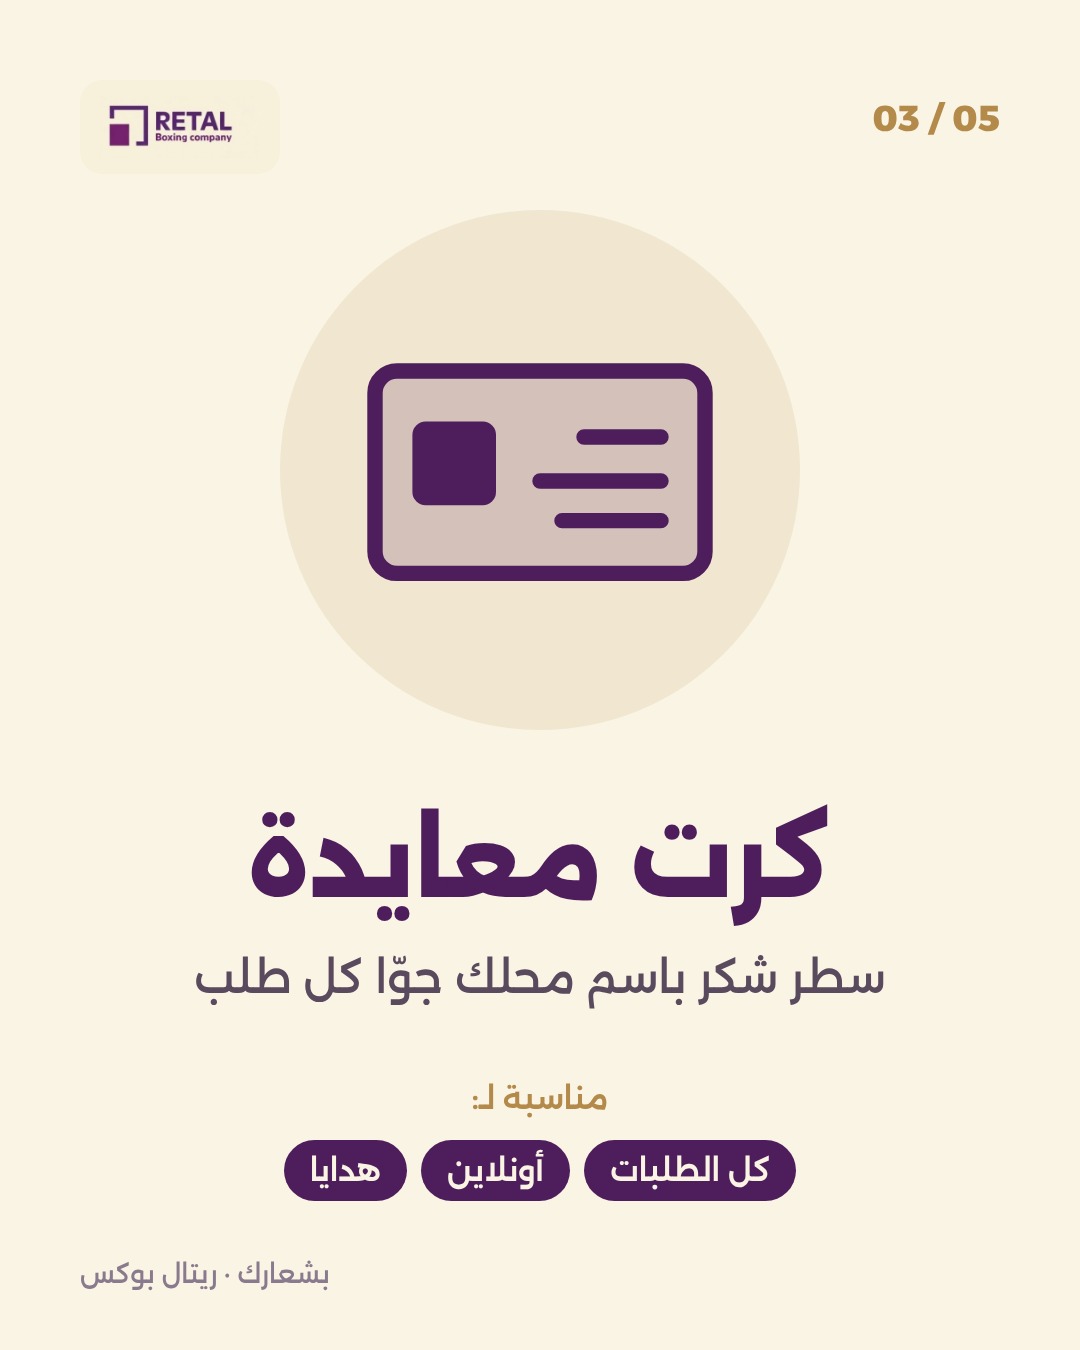 RETAL
Boxing company
03 / 05
كرت معايدة
سطر شكر باسم محلك جوّا كل طلب
مناسبة لـ:
كل الطلبات
أونلاين
هدايا
بشعارك · ريتال بوكس